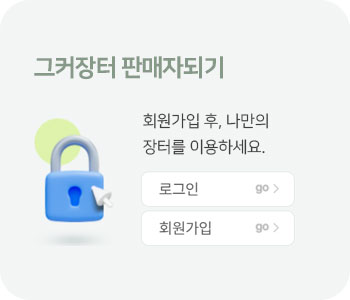 그커장터 판매자되기
회원가입 후, 나만의
장터를 이용하세요.
로그인 go >
회원가입 go >